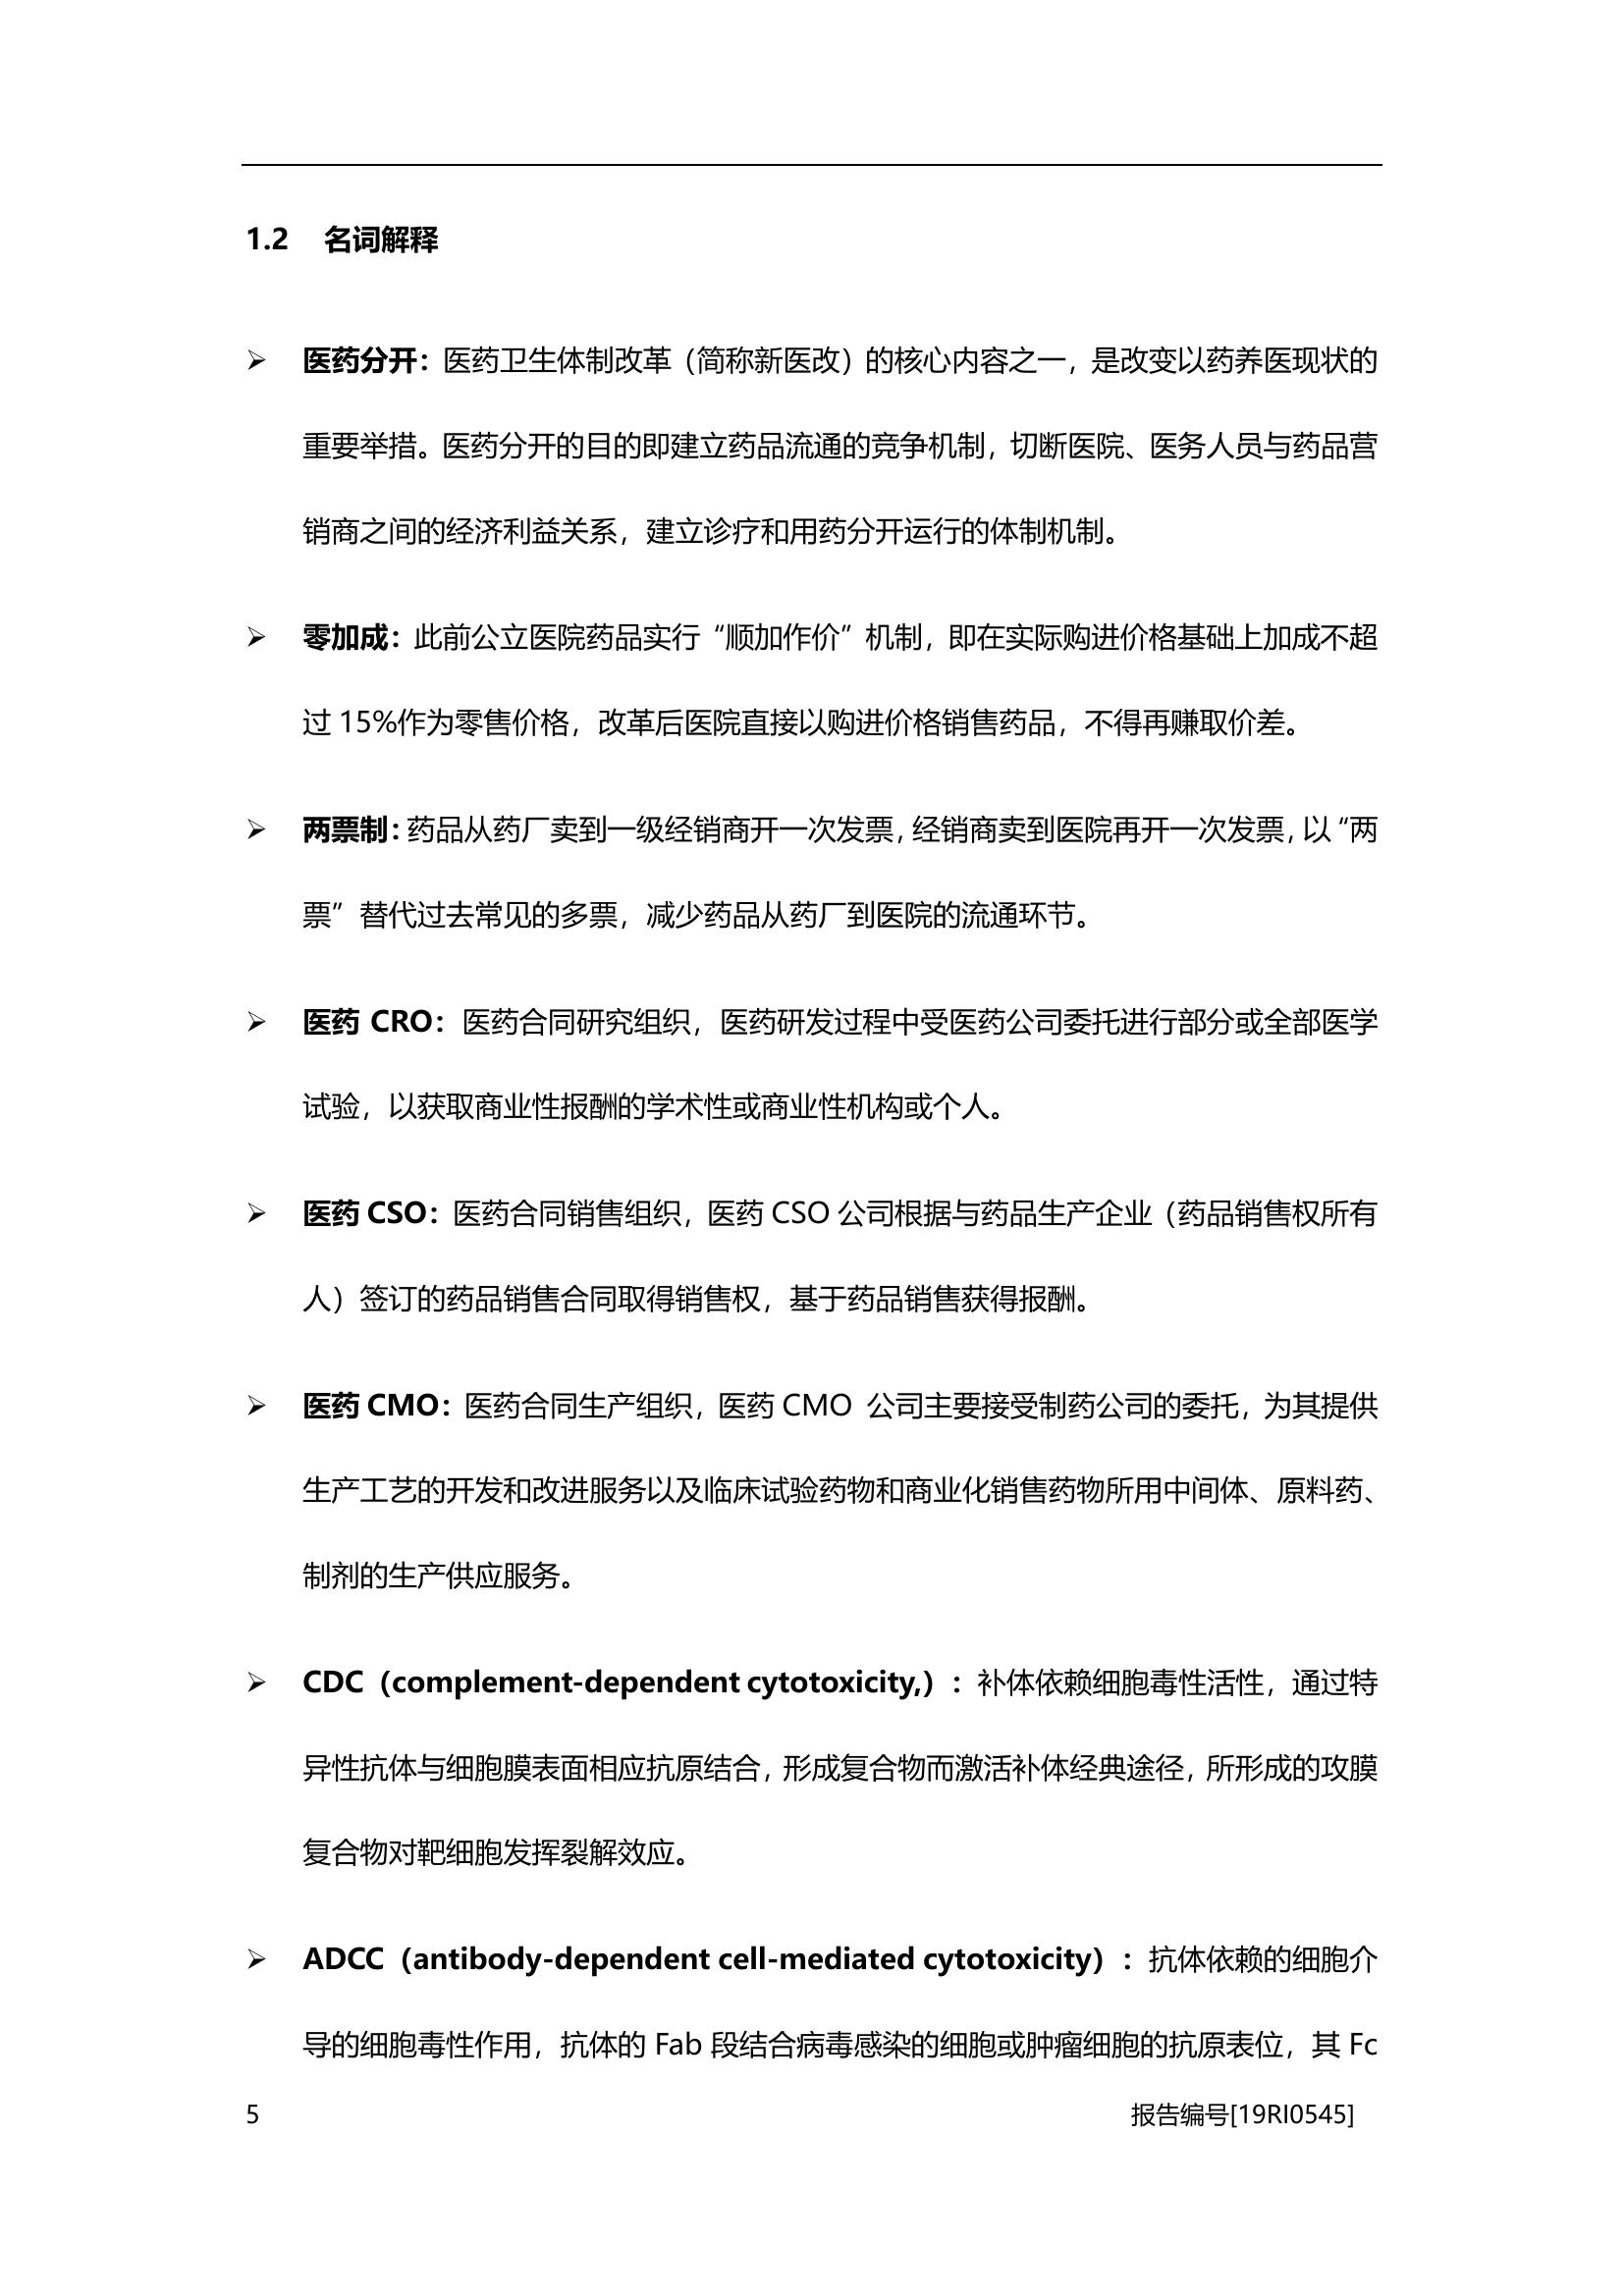 1.2 名词解释
➢ 医药分开：医药卫生体制改革（简称新医改）的核心内容之一，是改变以药养医现状的
重要举措。医药分开的目的即建立药品流通的竞争机制，切断医院、医务人员与药品营
销商之间的经济利益关系，建立诊疗和用药分开运行的体制机制。
➢ 零加成：此前公立医院药品实行“顺加作价”机制，即在实际购进价格基础上加成不超
过 15%作为零售价格，改革后医院直接以购进价格销售药品，不得再赚取价差。
➢ 两票制：药品从药厂卖到一级经销商开一次发票，经销商卖到医院再开一次发票，以“两
票”替代过去常见的多票，减少药品从药厂到医院的流通环节。
➢ 医药 CRO：医药合同研究组织，医药研发过程中受医药公司委托进行部分或全部医学
试验，以获取商业性报酬的学术性或商业性机构或个人。
➢ 医药 CSO：医药合同销售组织，医药 CSO 公司根据与药品生产企业（药品销售权所有
人）签订的药品销售合同取得销售权，基于药品销售获得报酬。
➢ 医药 CMO：医药合同生产组织，医药 CMO 公司主要接受制药公司的委托，为其提供
生产工艺的开发和改进服务以及临床试验药物和商业化销售药物所用中间体、原料药、
制剂的生产供应服务。
➢ CDC（complement-dependent cytotoxicity,）：补体依赖细胞毒性活性，通过特
异性抗体与细胞膜表面相应抗原结合，形成复合物而激活补体经典途径，所形成的攻膜
复合物对靶细胞发挥裂解效应。
➢ ADCC（antibody-dependent cell-mediated cytotoxicity）：抗体依赖的细胞介
导的细胞毒性作用，抗体的 Fab 段结合病毒感染的细胞或肿瘤细胞的抗原表位，其 Fc
5 报告编号[19RI0545]